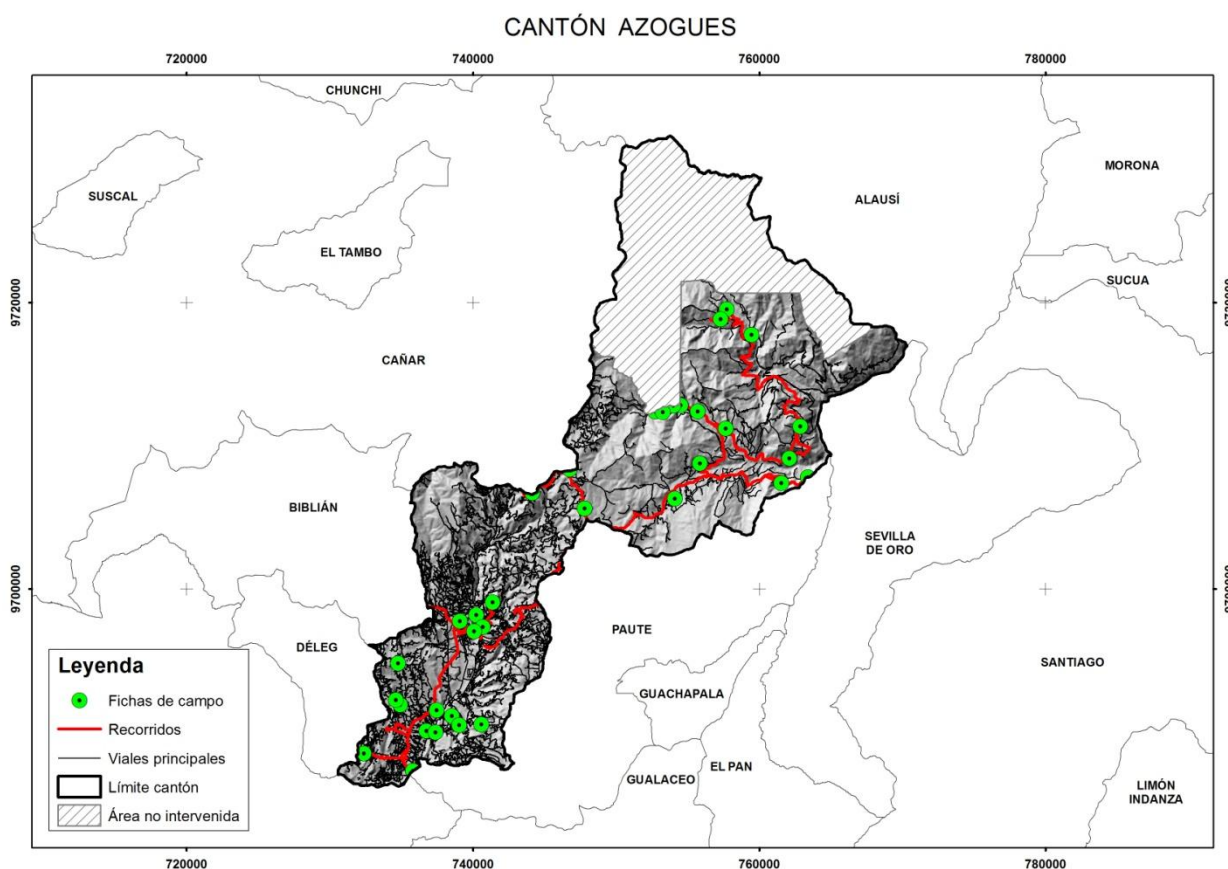 CANTÓN AZOGUES
720000
740000
760000
780000
CHUNCHI
MORONA
SUSCAL
ALAUSÍ
EL TAMBO
SUCUA
9720000
9720000
CAÑAR
BIBLIÁN
SEVILLA
DE ORO
9700000
9700000
PAUTE
DÉLEG
SANTIAGO
GUACHAPALA
EL PAN
GUALACEO
LIMÓN
INDANZA
Leyenda
Fichas de campo
Recorridos
Viales principales
Límite cantón
Área no intervenida
720000
740000
760000
780000